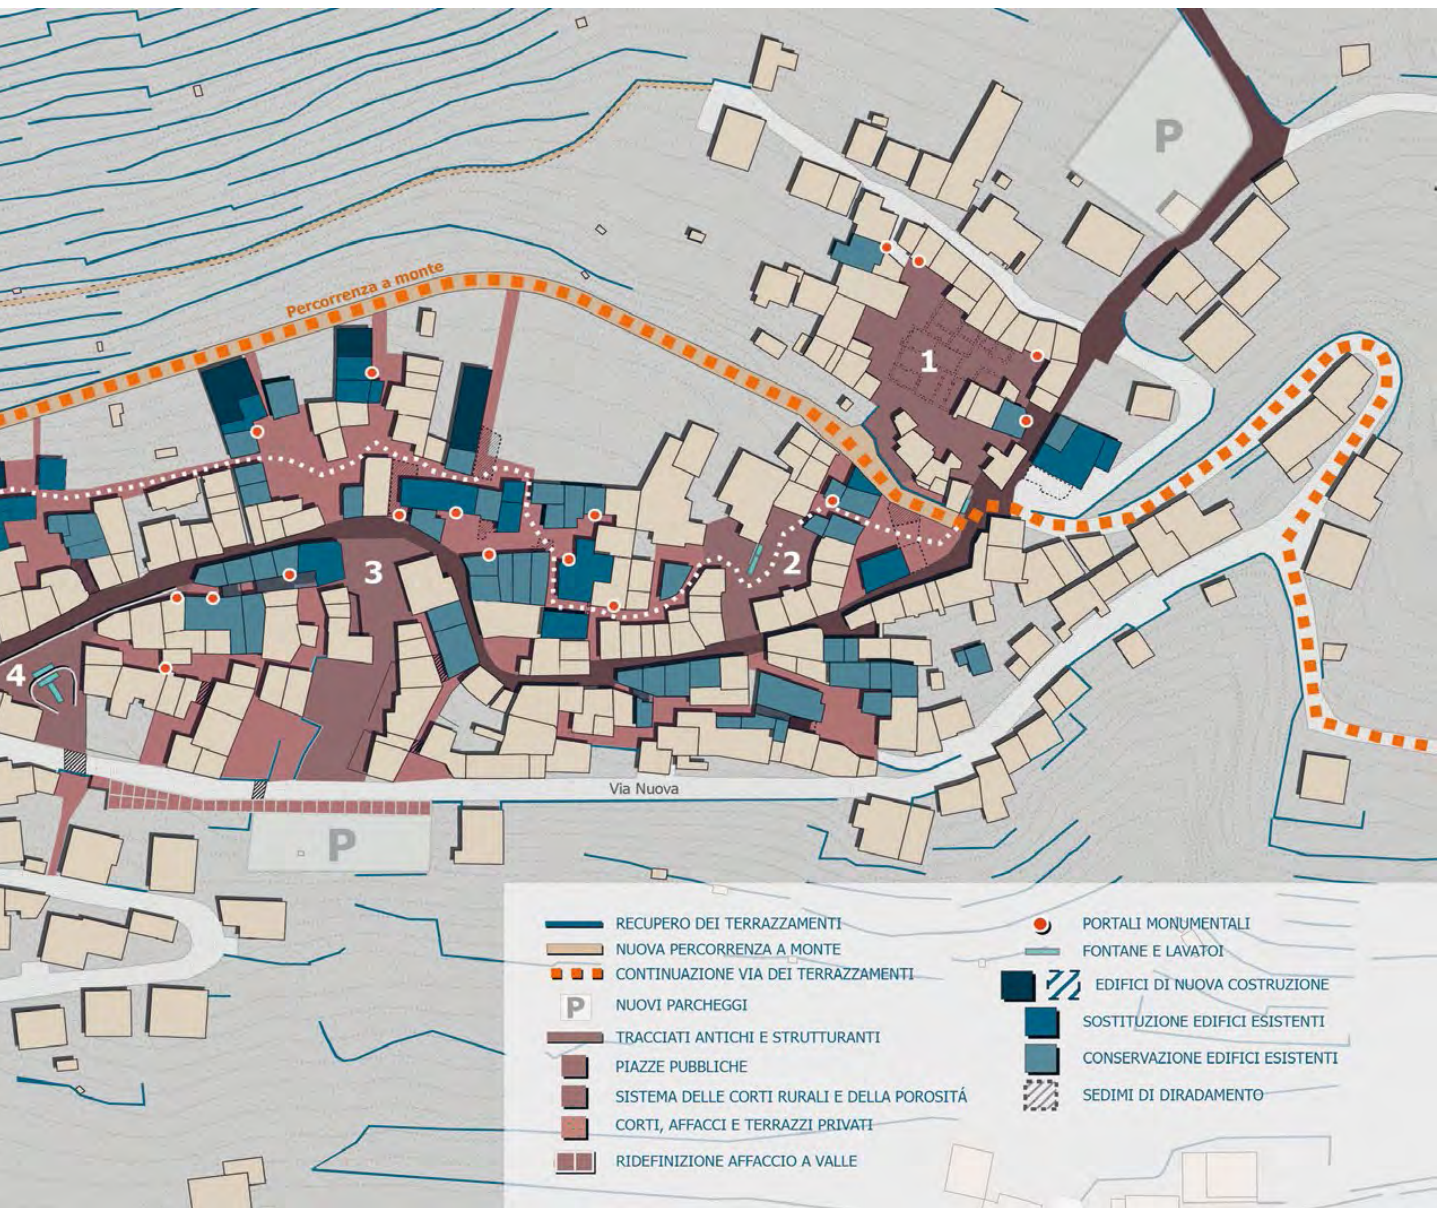 P
Percorrenza a monte
1
2
3
4
Via Nuova
P
RECUPERO DEI TERRAZZAMENTI
NUOVA PERCORRENZA A MONTE
CONTINUAZIONE VIA DEI TERRAZZAMENTI
P NUOVI PARCHEGGI
TRACCIATI ANTICHI E STRUTTURANTI
PIAZZE PUBBLICHE
SISTEMA DELLE CORTI RURALI E DELLA POROSITÁ
CORTI, AFFACCI E TERRAZZI PRIVATI
RIDEFINIZIONE AFFACCIO A VALLE
PORTALI MONUMENTALI
FONTANE E LAVATOI
EDIFICI DI NUOVA COSTRUZIONE
SOSTITUZIONE EDIFICI ESISTENTI
CONSERVAZIONE EDIFICI ESISTENTI
SEDIMI DI DIRADAMENTO